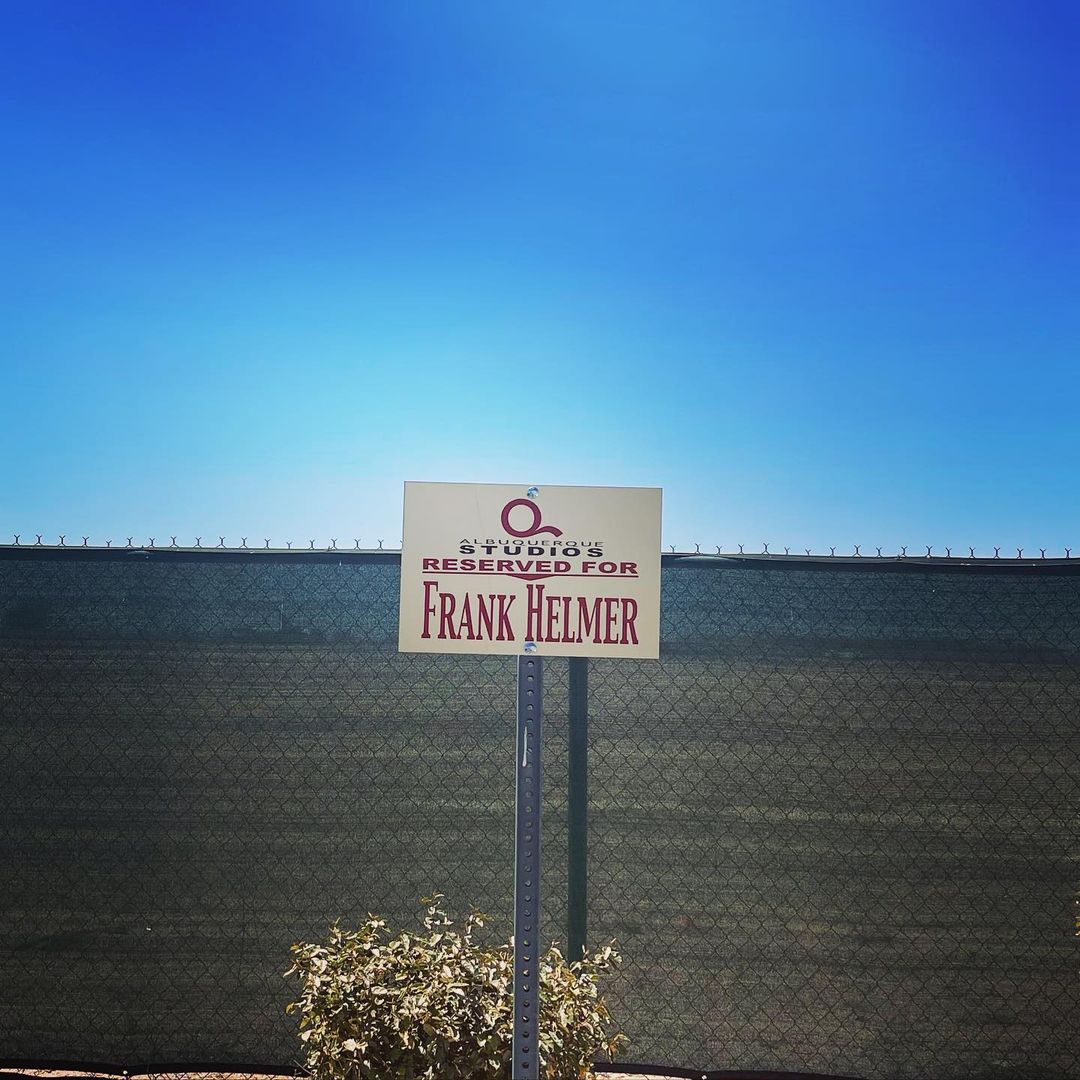 Q
ALBUQUERQUE
STUDIOS
RESERVED FOR
FRANK HELMER